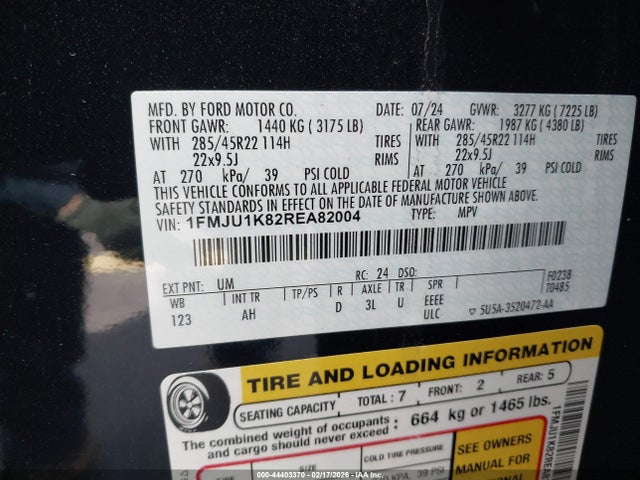 MFD. BY FORD MOTOR CO. DATE: 07/24 GVWR: 3277 KG ( 7225 LB)
FRONT GAWR: 1440 KG ( 3175 LB) REAR GAWR: 1987 KG ( 4380 LB)
WITH 285/45R22 114H TIRES 285/45R22 114H TIRES
22x9.5J RIMS 22x9.5J RIMS
AT 270 kPa/ 39 PSI COLD AT 270 kPa/ 39 PSI COLD
THIS VEHICLE CONFORMS TO ALL APPLICABLE FEDERAL MOTOR VEHICLE
SAFETY STANDARDS IN EFFECT ON THE DATE OF MANUFACTURE SHOWN ABOVE.
VIN: 1FMJU1K82REA82004 TYPE: MPV
EXT PNT: UM RC: 24 DSO: F0238
WB INT TR TP/PS R AXLE TR SPR T0485
123 AH D 3L U EEEE
ULC ▽ 5U5A-3520472-AA
TIRE AND LOADING INFORMATION
SEATING CAPACITY TOTAL : 7 FRONT: 2 REAR: 5
The combined weight of occupants and cargo should never exceed : 664 kg or 1465 lbs.
SIZE COLD TIRE PRESSURE SEE OWNERS
KPA, 39 PSI MANUAL FOR
000-44403370 - 02/17/2026 - IAA, Inc.